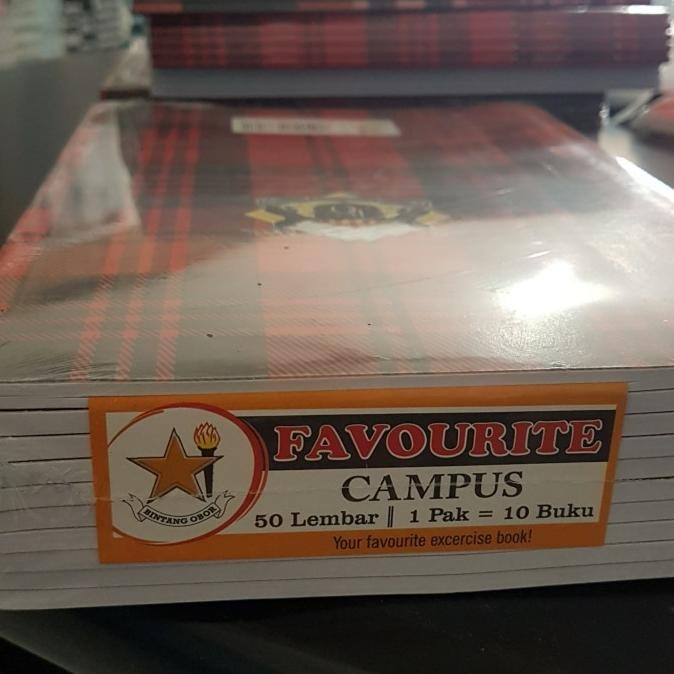 FAVOURITE
CAMPUS
50 Lembar || 1 Pak = 10 Buku
Your favourite excercise book!
BINTANG OBOR